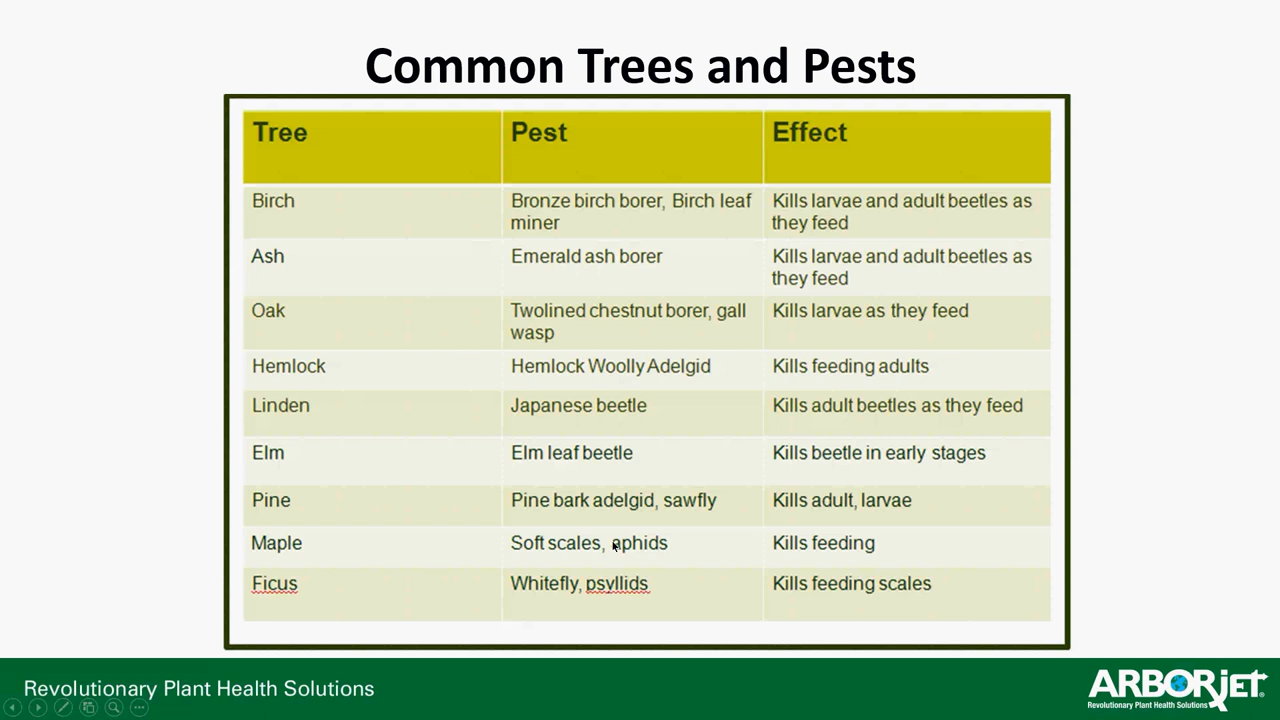 Common Trees and Pests
Tree Pest Effect
Birch Bronze birch borer, Birch leaf miner Kills larvae and adult beetles as they feed
Ash Emerald ash borer Kills larvae and adult beetles as they feed
Oak Twolined chestnut borer, gall wasp Kills larvae as they feed
Hemlock Hemlock Woolly Adelgid Kills feeding adults
Linden Japanese beetle Kills adult beetles as they feed
Elm Elm leaf beetle Kills beetle in early stages
Pine Pine bark adelgid, sawfly Kills adult, larvae
Maple Soft scales, aphids Kills feeding
Ficus Whitefly, psyllids Kills feeding scales
Revolutionary Plant Health Solutions
ARBORjet
Revolutionary Plant Health Solutions